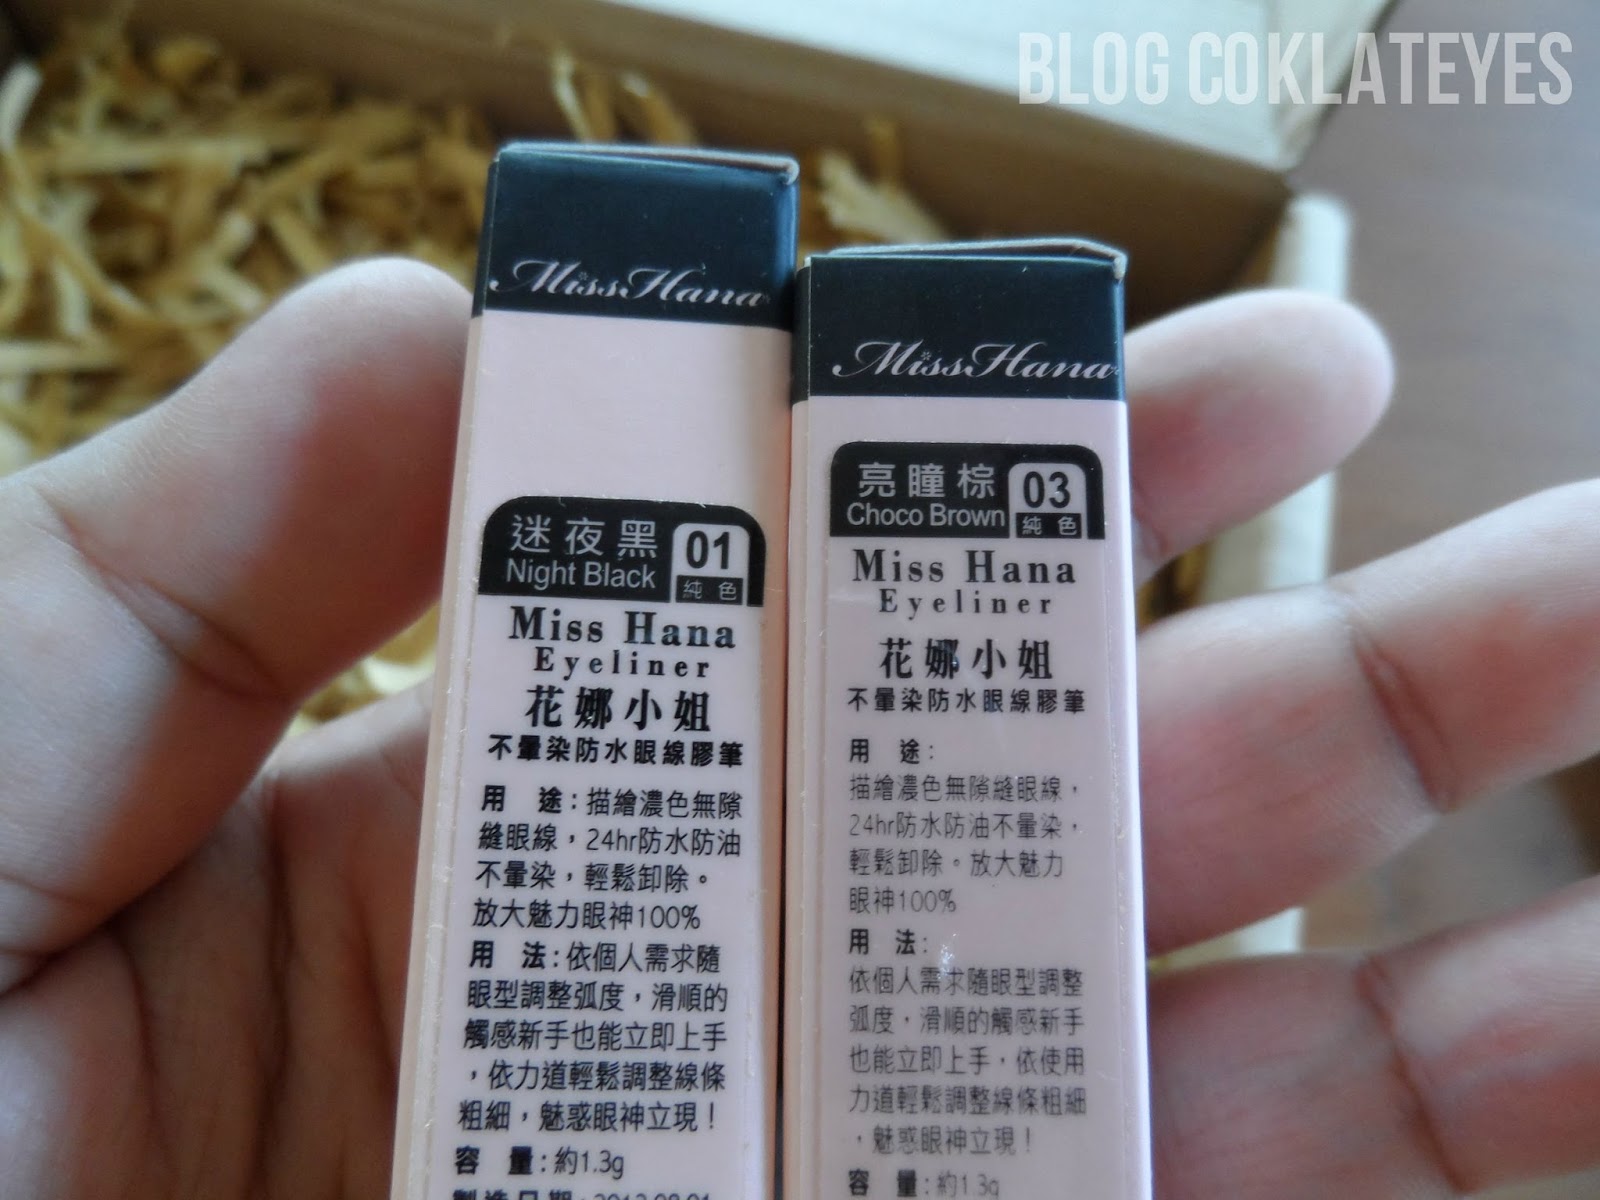 BLOG COKLATEYES
Miss Hana
迷夜黑
Night Black
01
純色
Miss Hana
Eyeliner
花娜小姐
不暈染防水眼線膠筆
用　途：描繪濃色無隙
縫眼線，24hr防水防油
不暈染，輕鬆卸除。
放大魅力眼神100%
用　法：依個人需求隨
眼型調整弧度，滑順的
觸感新手也能立即上手
，依力道輕鬆調整線條
粗細，魅惑眼神立現！
容　量：約1.3g
Miss Hana
亮瞳棕
Choco Brown
03
純色
Miss Hana
Eyeliner
花娜小姐
不暈染防水眼線膠筆
用　途：
描繪濃色無隙縫眼線，
24hr防水防油不暈染，
輕鬆卸除。放大魅力
眼神100%
用　法：
依個人需求隨眼型調整
弧度，滑順的觸感新手
也能立即上手，依使用
力道輕鬆調整線條粗細
，魅惑眼神立現！
容　量：約1.3g